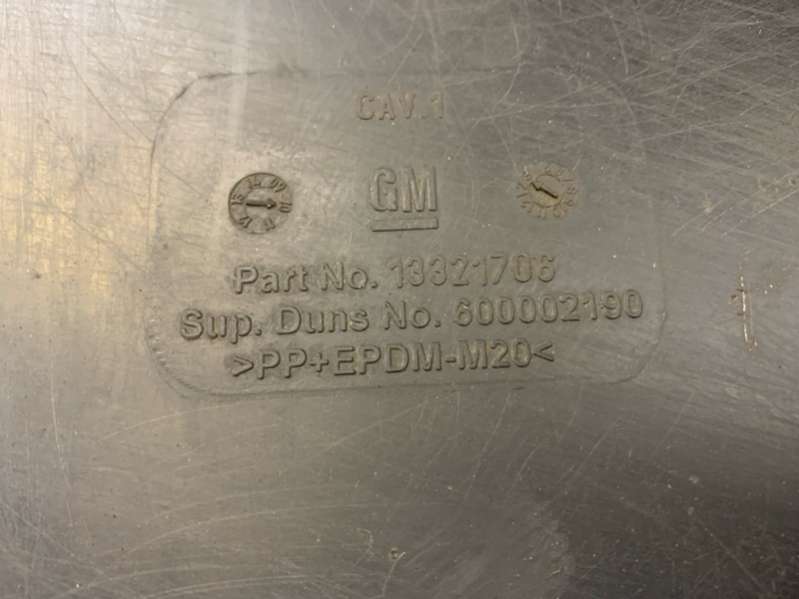 CAV.1
GM
Part No. 13321706
Sup. Duns No. 600002190
>PP+EPDM-M20<